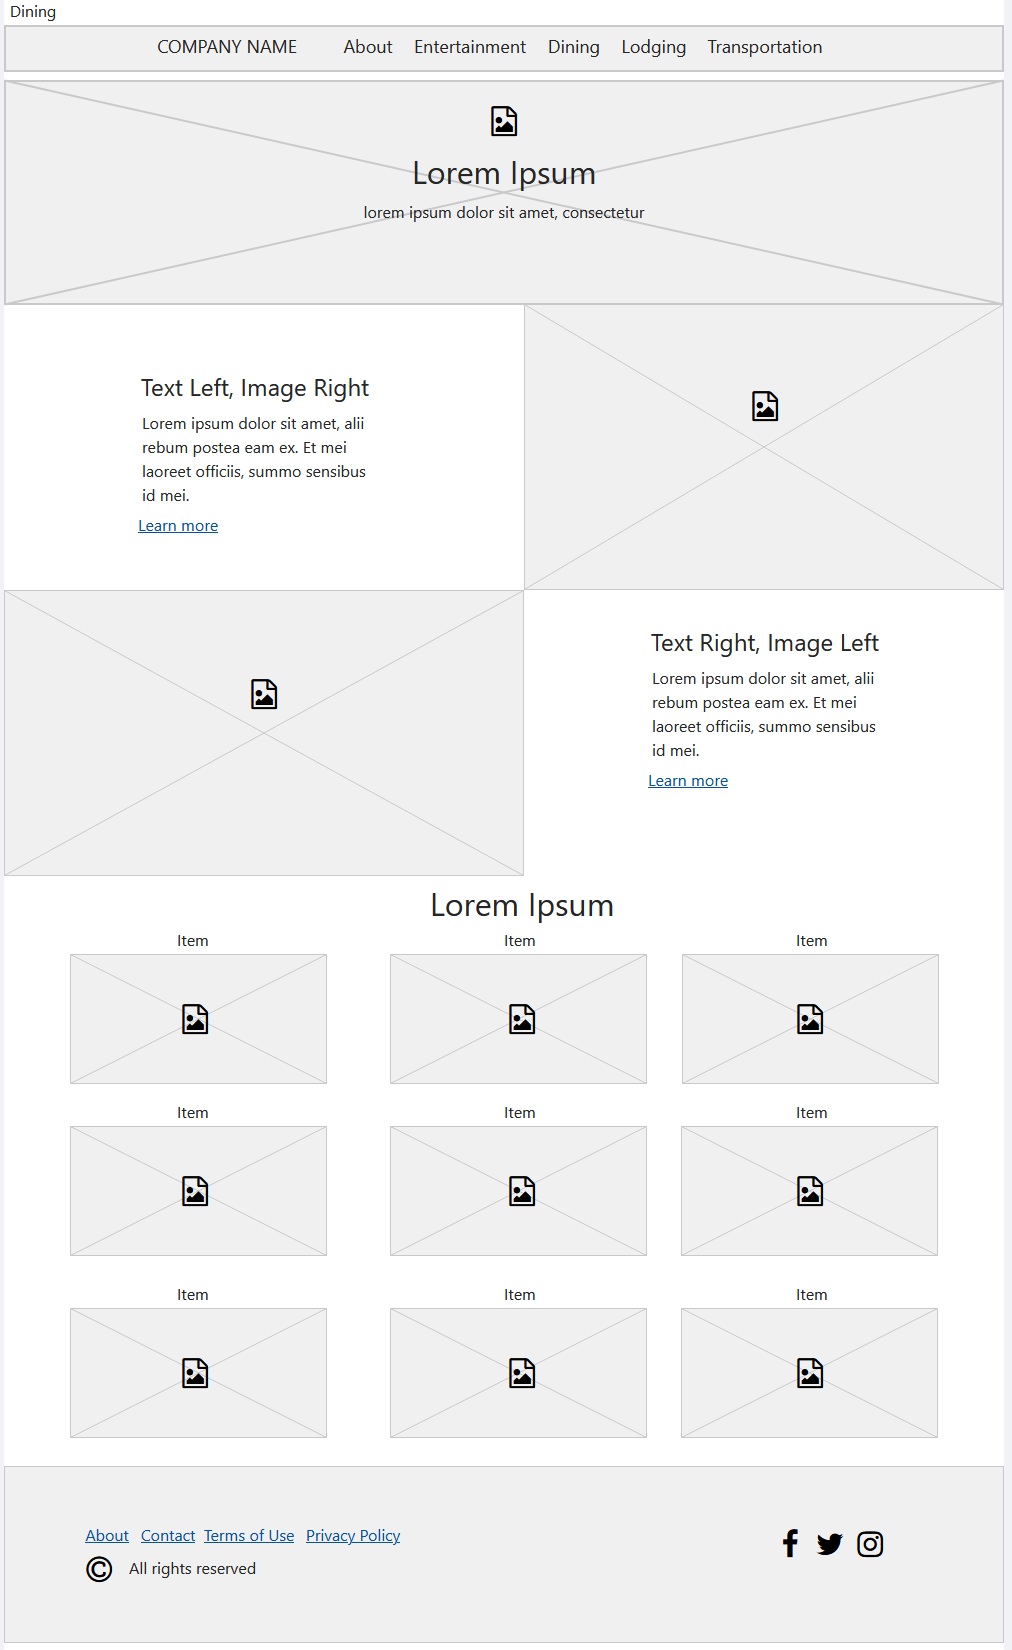 Dining
COMPANY NAME About Entertainment Dining Lodging Transportation
Lorem Ipsum
lorem ipsum dolor sit amet, consectetur
Text Left, Image Right
Lorem ipsum dolor sit amet, alii
rebum postea eam ex. Et mei
laoreet officiis, summo sensibus
id mei.
Learn more
Text Right, Image Left
Lorem ipsum dolor sit amet, alii
rebum postea eam ex. Et mei
laoreet officiis, summo sensibus
id mei.
Learn more
Lorem Ipsum
Item Item Item
Item Item Item
Item Item Item
About Contact Terms of Use Privacy Policy
© All rights reserved